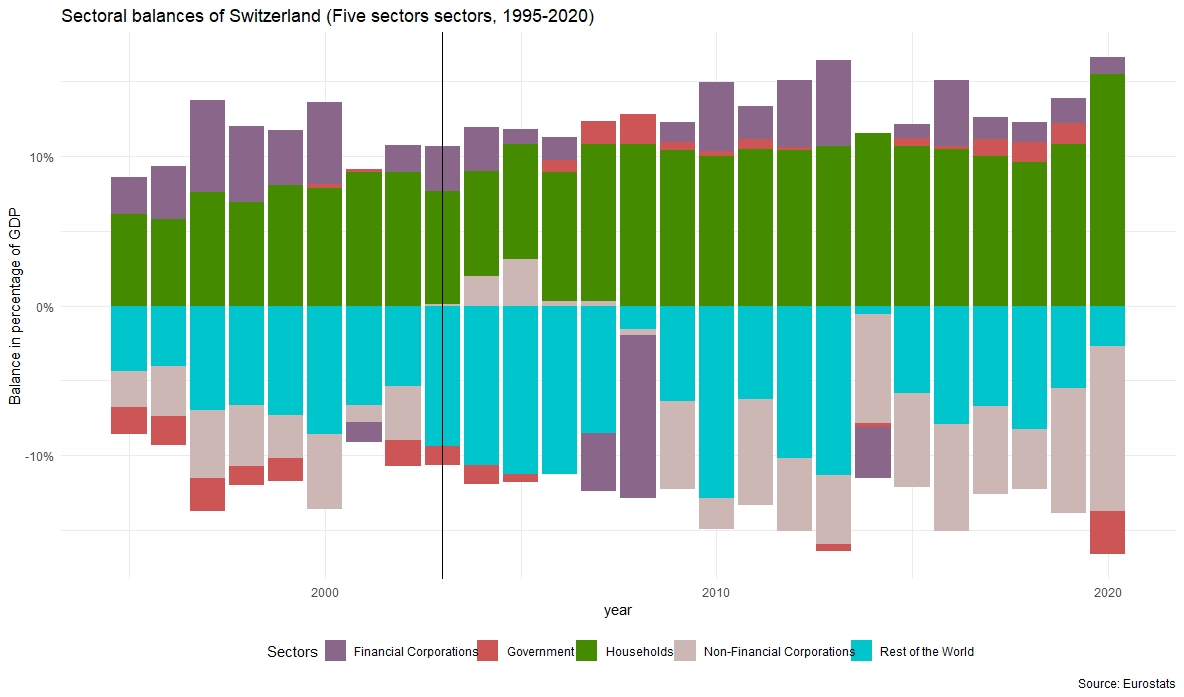 Sectoral balances of Switzerland (Five sectors sectors, 1995-2020)
Balance in percentage of GDP
10%
0%
-10%
2000
2010
2020
year
Sectors
Financial Corporations
Government
Households
Non-Financial Corporations
Rest of the World
Source: Eurostats